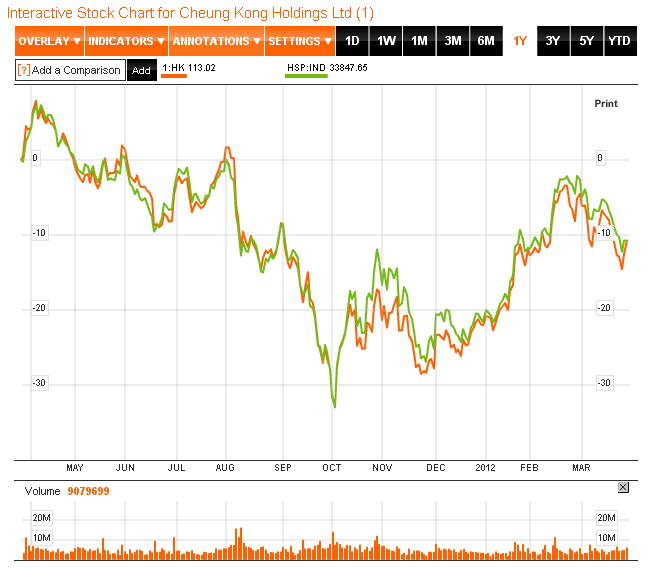 Interactive Stock Chart for Cheung Kong Holdings Ltd (1)
OVERLAY ▼ INDICATORS ▼ ANNOTATIONS ▼ SETTINGS ▼ 1D 1W 1M 3M 6M 1Y 3Y 5Y YTD
[?] Add a Comparison Add 1:HK 113.02 HSP:IND 33847.65
Print
0 0
-10 -10
-20 -20
-30 -30
MAY JUN JUL AUG SEP OCT NOV DEC 2012 FEB MAR
Volume 9079699
20M 20M
10M 10M